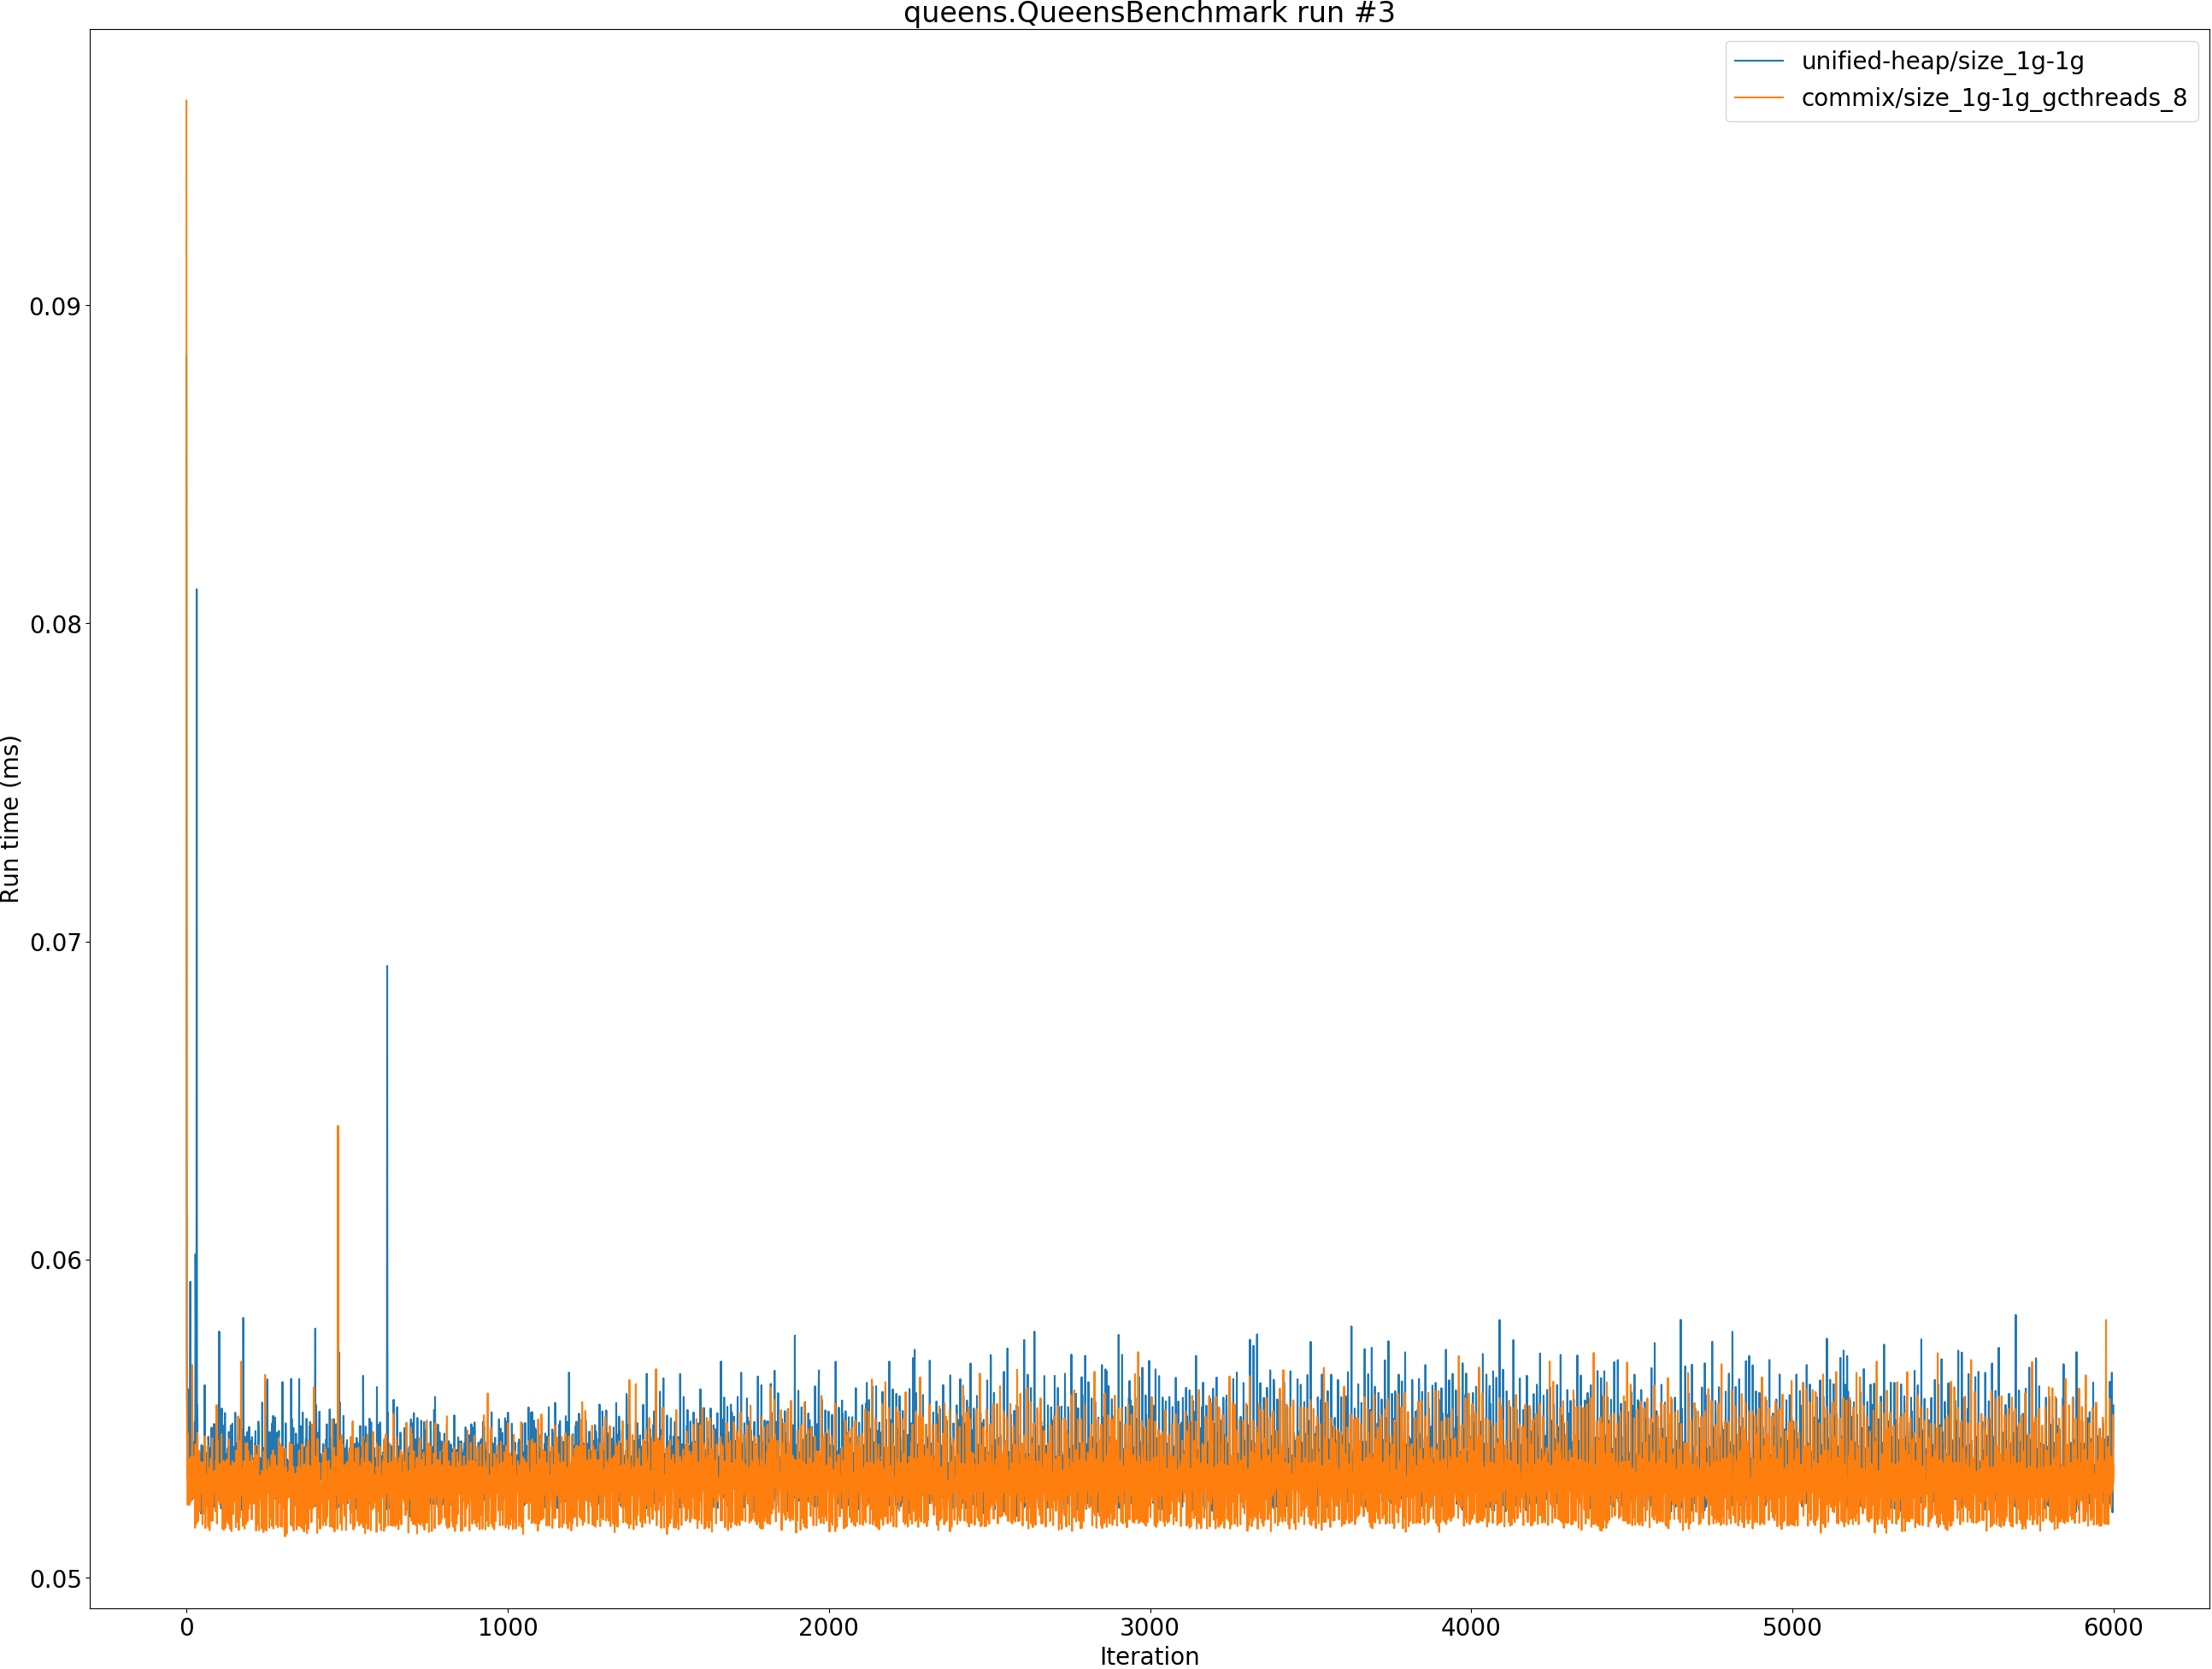 queens.QueensBenchmark run #3
unified-heap/size_1g-1g
commix/size_1g-1g_gcthreads_8
Run time (ms)
0.09
0.08
0.07
0.06
0.05
0
1000
2000
3000
4000
5000
6000
Iteration